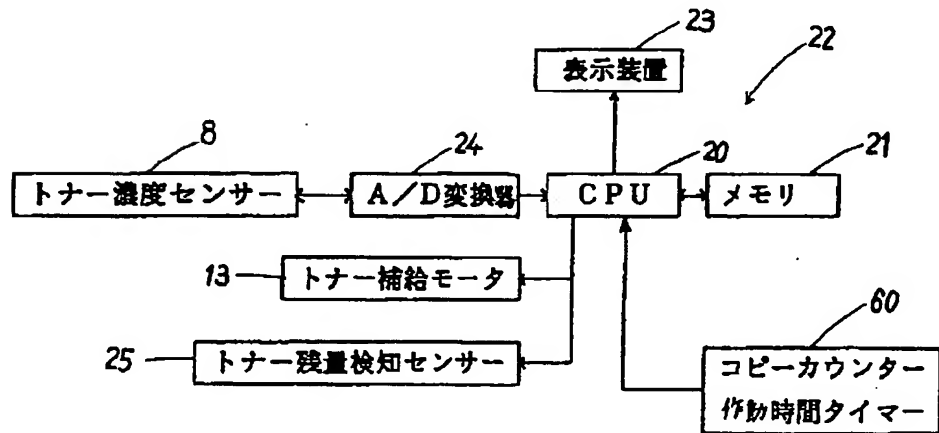 23
22
表示装置
8
24
20
21
トナー濃度センサー
A／D変換器
CPU
メモリ
13
トナー補給モータ
60
25
トナー残量検知センサー
コピーカウンター
作動時間タイマー